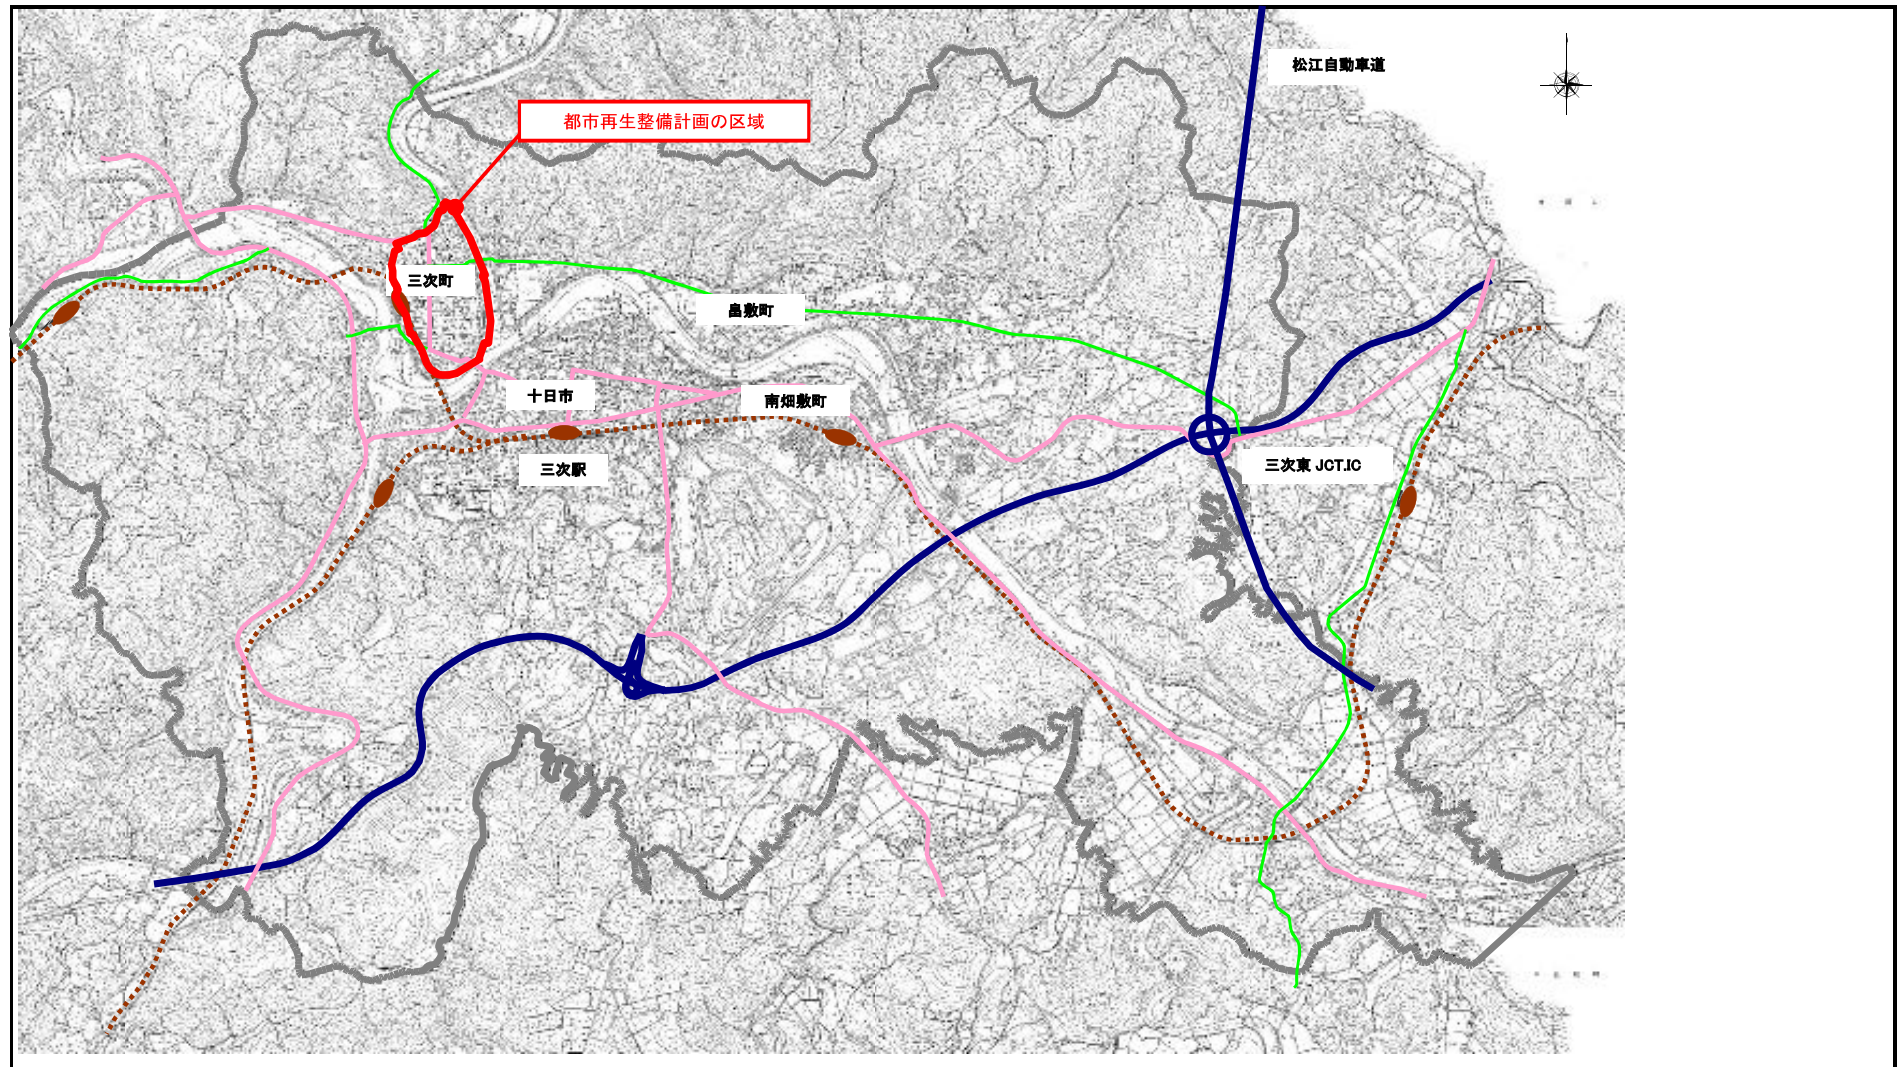 松江自動車道
都市再生整備計画の区域
三次町
畠敷町
十日市
南畑敷町
三次駅
三次東 JCT.IC